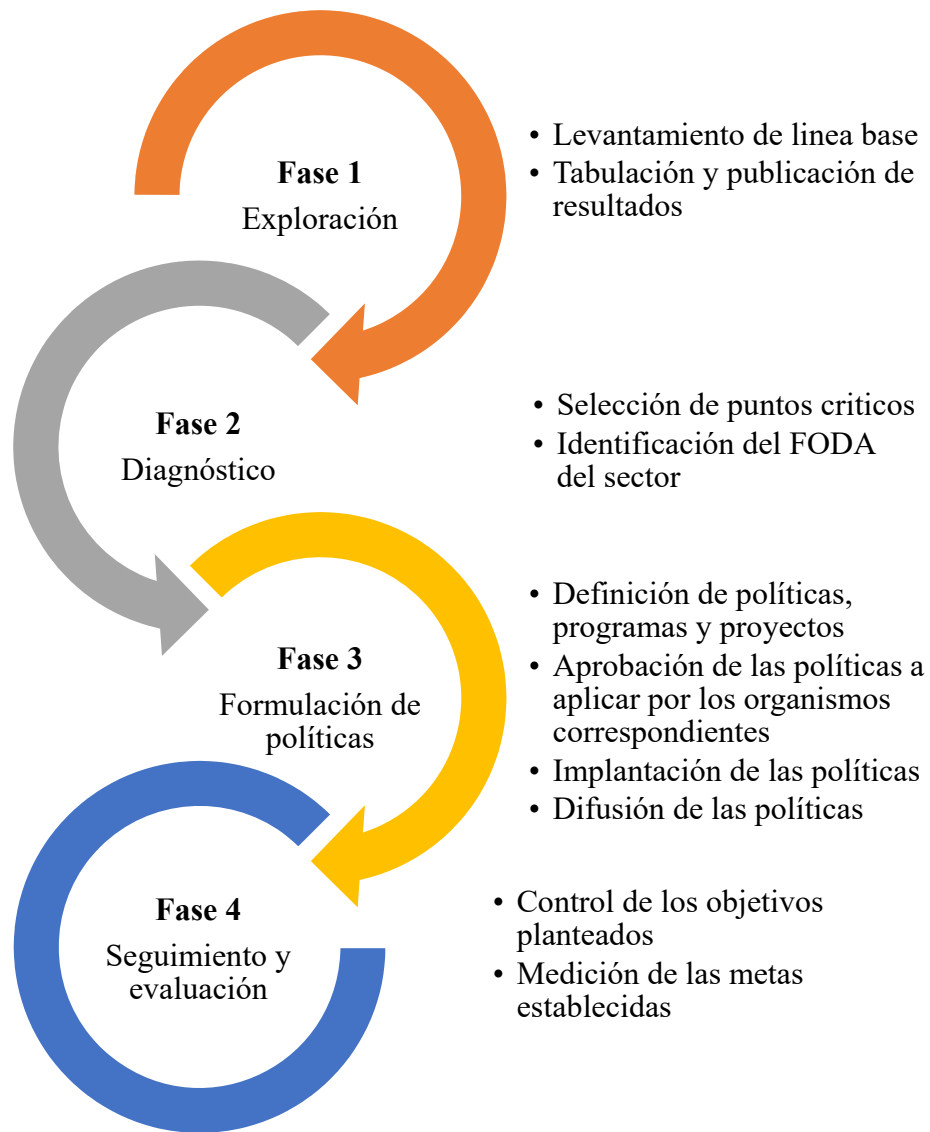 Fase 1
Exploración
• Levantamiento de linea base
• Tabulación y publicación de
resultados
Fase 2
Diagnóstico
• Selección de puntos criticos
• Identificación del FODA
del sector
Fase 3
Formulación de
políticas
• Definición de políticas,
programas y proyectos
• Aprobación de las políticas a
aplicar por los organismos
correspondientes
• Implantación de las políticas
• Difusión de las políticas
Fase 4
Seguimiento y
evaluación
• Control de los objetivos
planteados
• Medición de las metas
establecidas